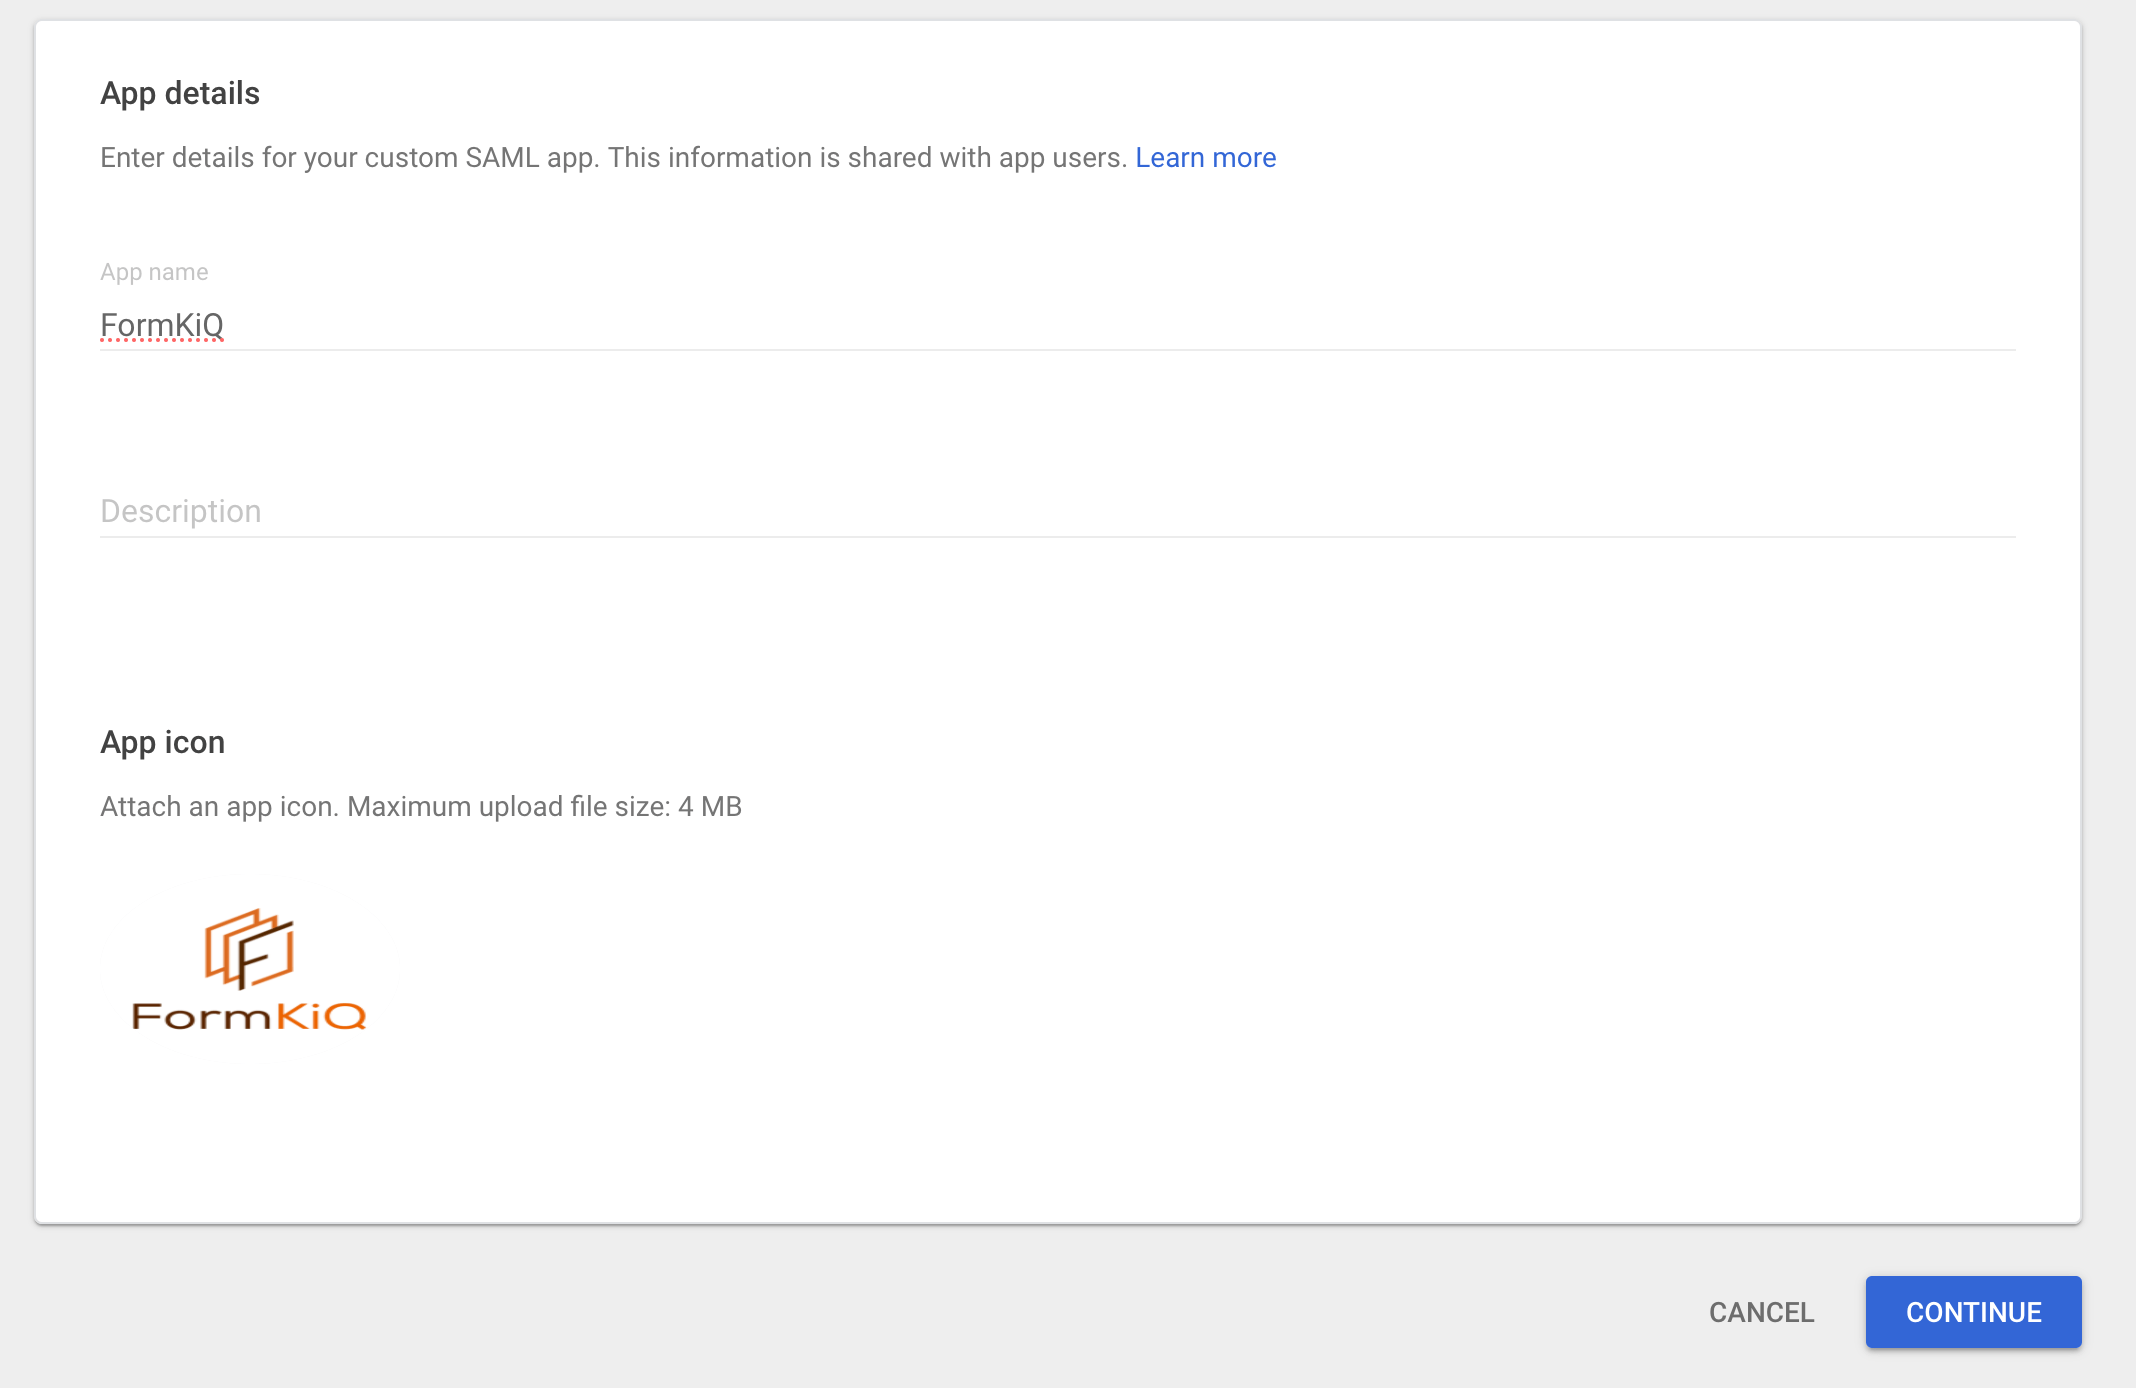 App details
Enter details for your custom SAML app. This information is shared with app users. Learn more
App name
FormKiQ
Description
App icon
Attach an app icon. Maximum upload file size: 4 MB
F
FormKiQ
CANCEL
CONTINUE